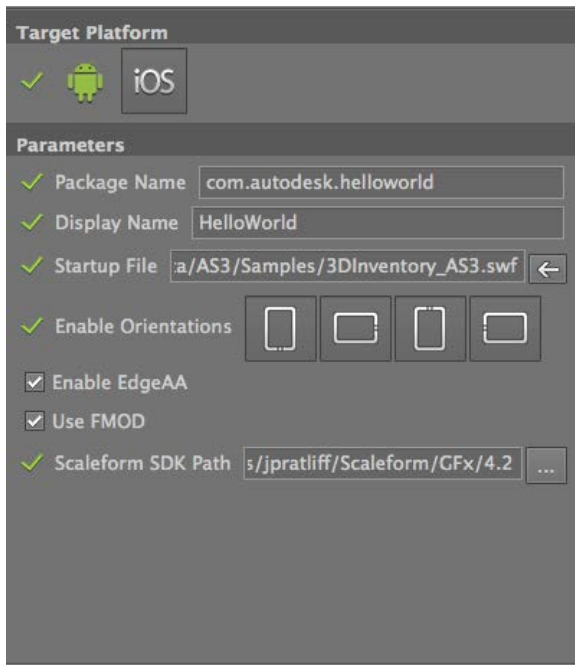 Target Platform
iOS
Parameters
Package Name com.autodesk.helloworld
Display Name HelloWorld
Startup File :a/AS3/Samples/3DInventory_AS3.swf
Enable Orientations
Enable EdgeAA
Use FMOD
Scaleform SDK Path s/jpratliff/Scaleform/GFx/4.2 ...